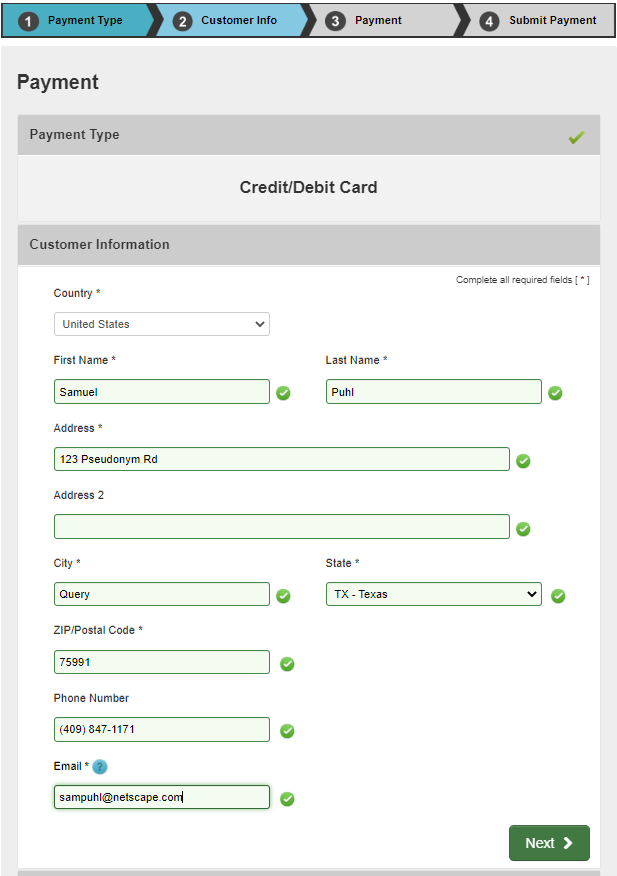 1 Payment Type 2 Customer Info 3 Payment 4 Submit Payment
Payment
Payment Type
Credit/Debit Card
Customer Information
Complete all required fields [ * ]
Country *
United States
First Name * Last Name *
Samuel Puhl
Address *
123 Pseudonym Rd
Address 2
City * State *
Query TX - Texas
ZIP/Postal Code *
75991
Phone Number
(409) 847-1171
Email * ?
sampuhl@netscape.com
Next